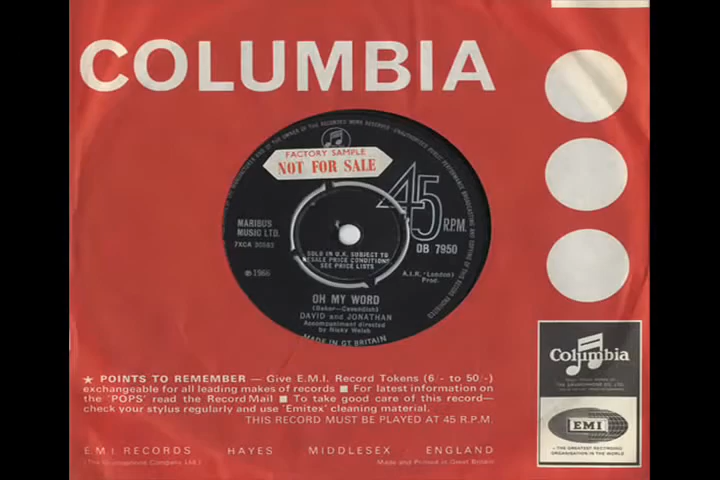 COLUMBIA
FACTORY SAMPLE
NOT FOR SALE
45
R.P.M.
MARIBUS
MUSIC LTD.
DB 7950
SOLD IN U.K. SUBJECT TO
RESALE PRICE CONDITIONS
SEE PRICE LISTS
℗1966
A.I.R. (London)
Prod:
OH MY WORD
(Baker-Cavendish)
DAVID and JONATHAN
Accompaniment directed
by Nicky Welsh
MADE IN GT BRITAIN
Columbia
EMI
— THE GREATEST RECORDING
ORGANISATION IN THE WORLD
★ POINTS TO REMEMBER — Give E.M.I. Record Tokens (6/- to 50/-)
exchangeable for all leading makes of records ■ For latest information on
the 'POPS' read the Record Mail ■ To take good care of this record—
check your stylus regularly and use 'Emitex' cleaning material.
THIS RECORD MUST BE PLAYED AT 45 R.P.M.
E.M.I. RECORDS HAYES MIDDLESEX ENGLAND
(The Gramophone Company Ltd.) Made and Printed in Great Britain